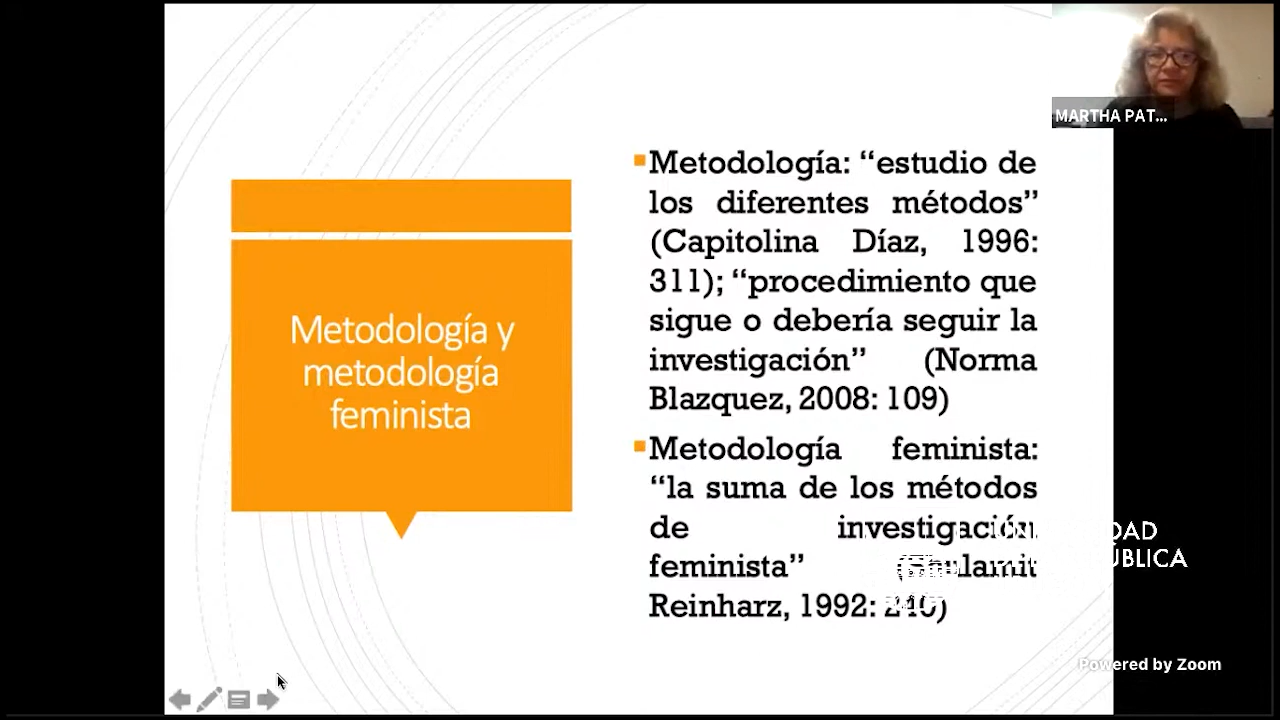 MARTHA PAT...
Metodología y
metodología
feminista
Metodología: “estudio de
los diferentes métodos”
(Capitolina Díaz, 1996:
311); “procedimiento que
sigue o debería seguir la
investigación” (Norma
Blazquez, 2008: 109)
Metodología feminista:
“la suma de los métodos
de investigación
feminista”
Reinharz, 1992: 240)
Powered by Zoom